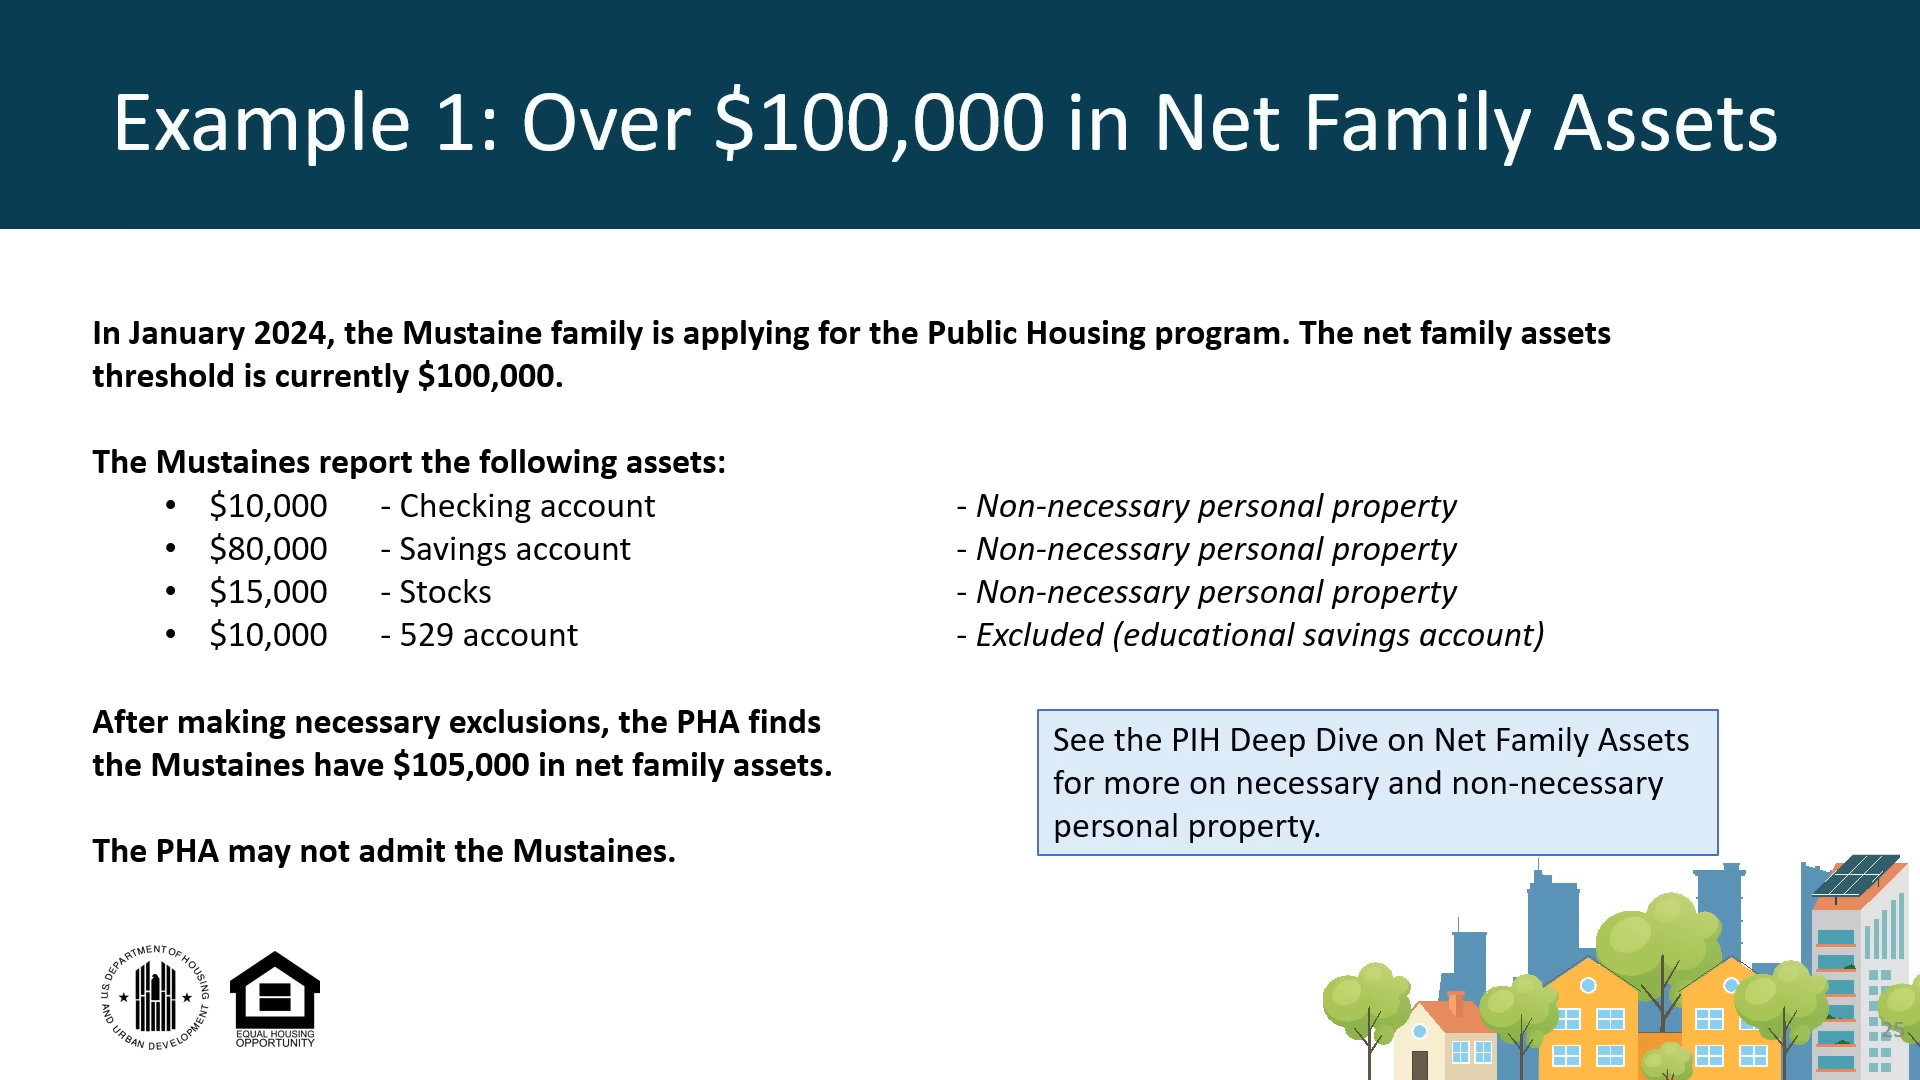 Example 1: Over $100,000 in Net Family Assets
In January 2024, the Mustaine family is applying for the Public Housing program. The net family assets
threshold is currently $100,000.
The Mustaines report the following assets:
• $10,000 - Checking account - Non-necessary personal property
• $80,000 - Savings account - Non-necessary personal property
• $15,000 - Stocks - Non-necessary personal property
• $10,000 - 529 account - Excluded (educational savings account)
After making necessary exclusions, the PHA finds
the Mustaines have $105,000 in net family assets.
The PHA may not admit the Mustaines.
See the PIH Deep Dive on Net Family Assets
for more on necessary and non-necessary
personal property.
U.S. DEPARTMENT OF HOUSING
AND URBAN DEVELOPMENT
EQUAL HOUSING
OPPORTUNITY
25